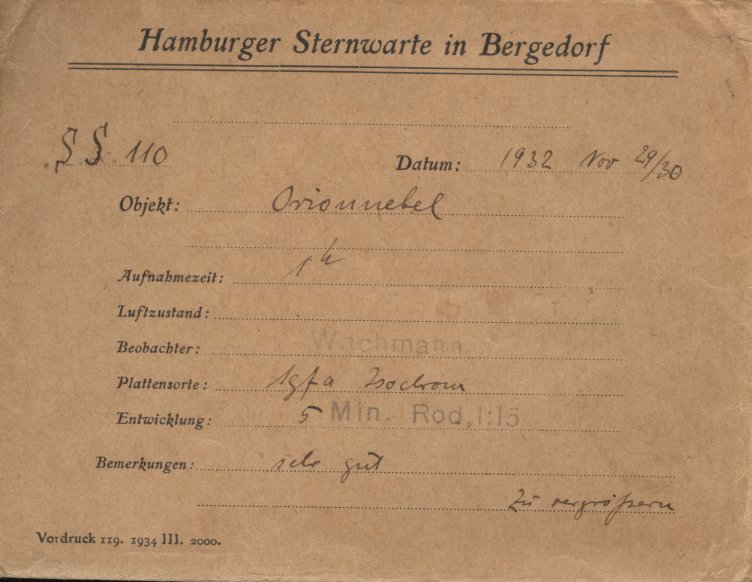 Hamburger Sternwarte in Bergedorf
SS 110
Datum: 1932 Nov 29/30
Objekt: Orionnebel
Aufnahmezeit: 1h
Luftzustand:
Beobachter: Wachmann
Plattensorte: Agfa Isochrom
Entwicklung: 5 Min. Rod, 1:15
Bemerkungen: sehr gut
Zu vergrößern
Vordruck 119. 1934 III. 2000.